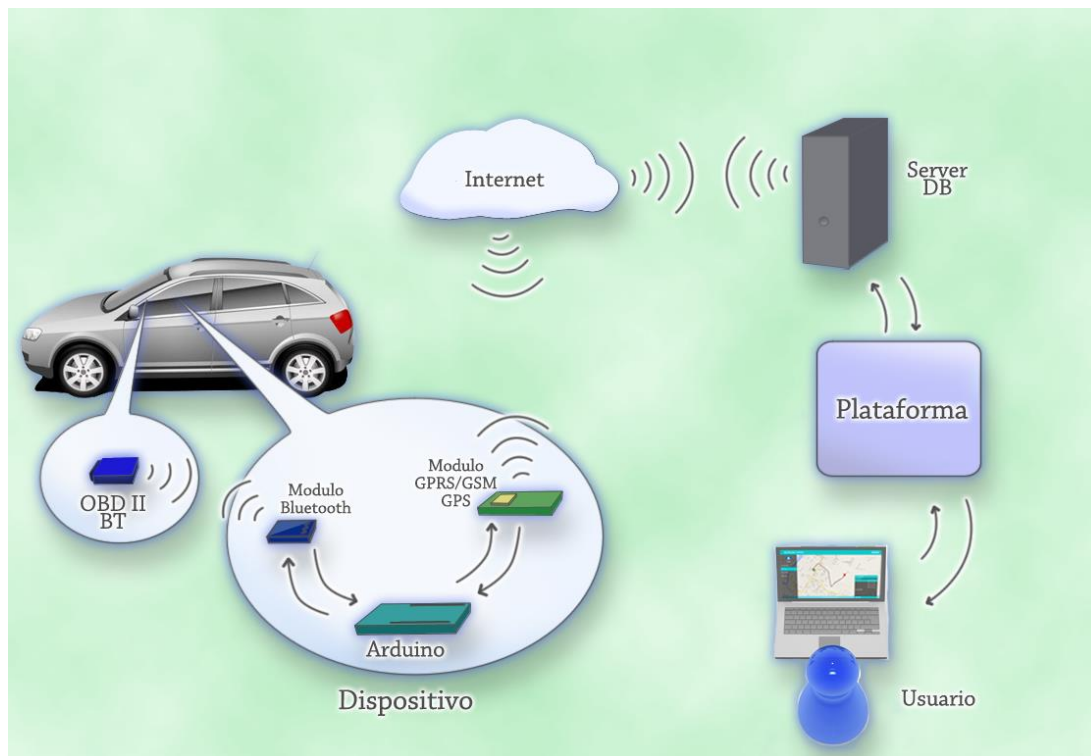 Internet
Server
DB
Plataforma
OBD II
BT
Modulo
Bluetooth
Modulo
GPRS/GSM
GPS
Arduino
Dispositivo
Usuario